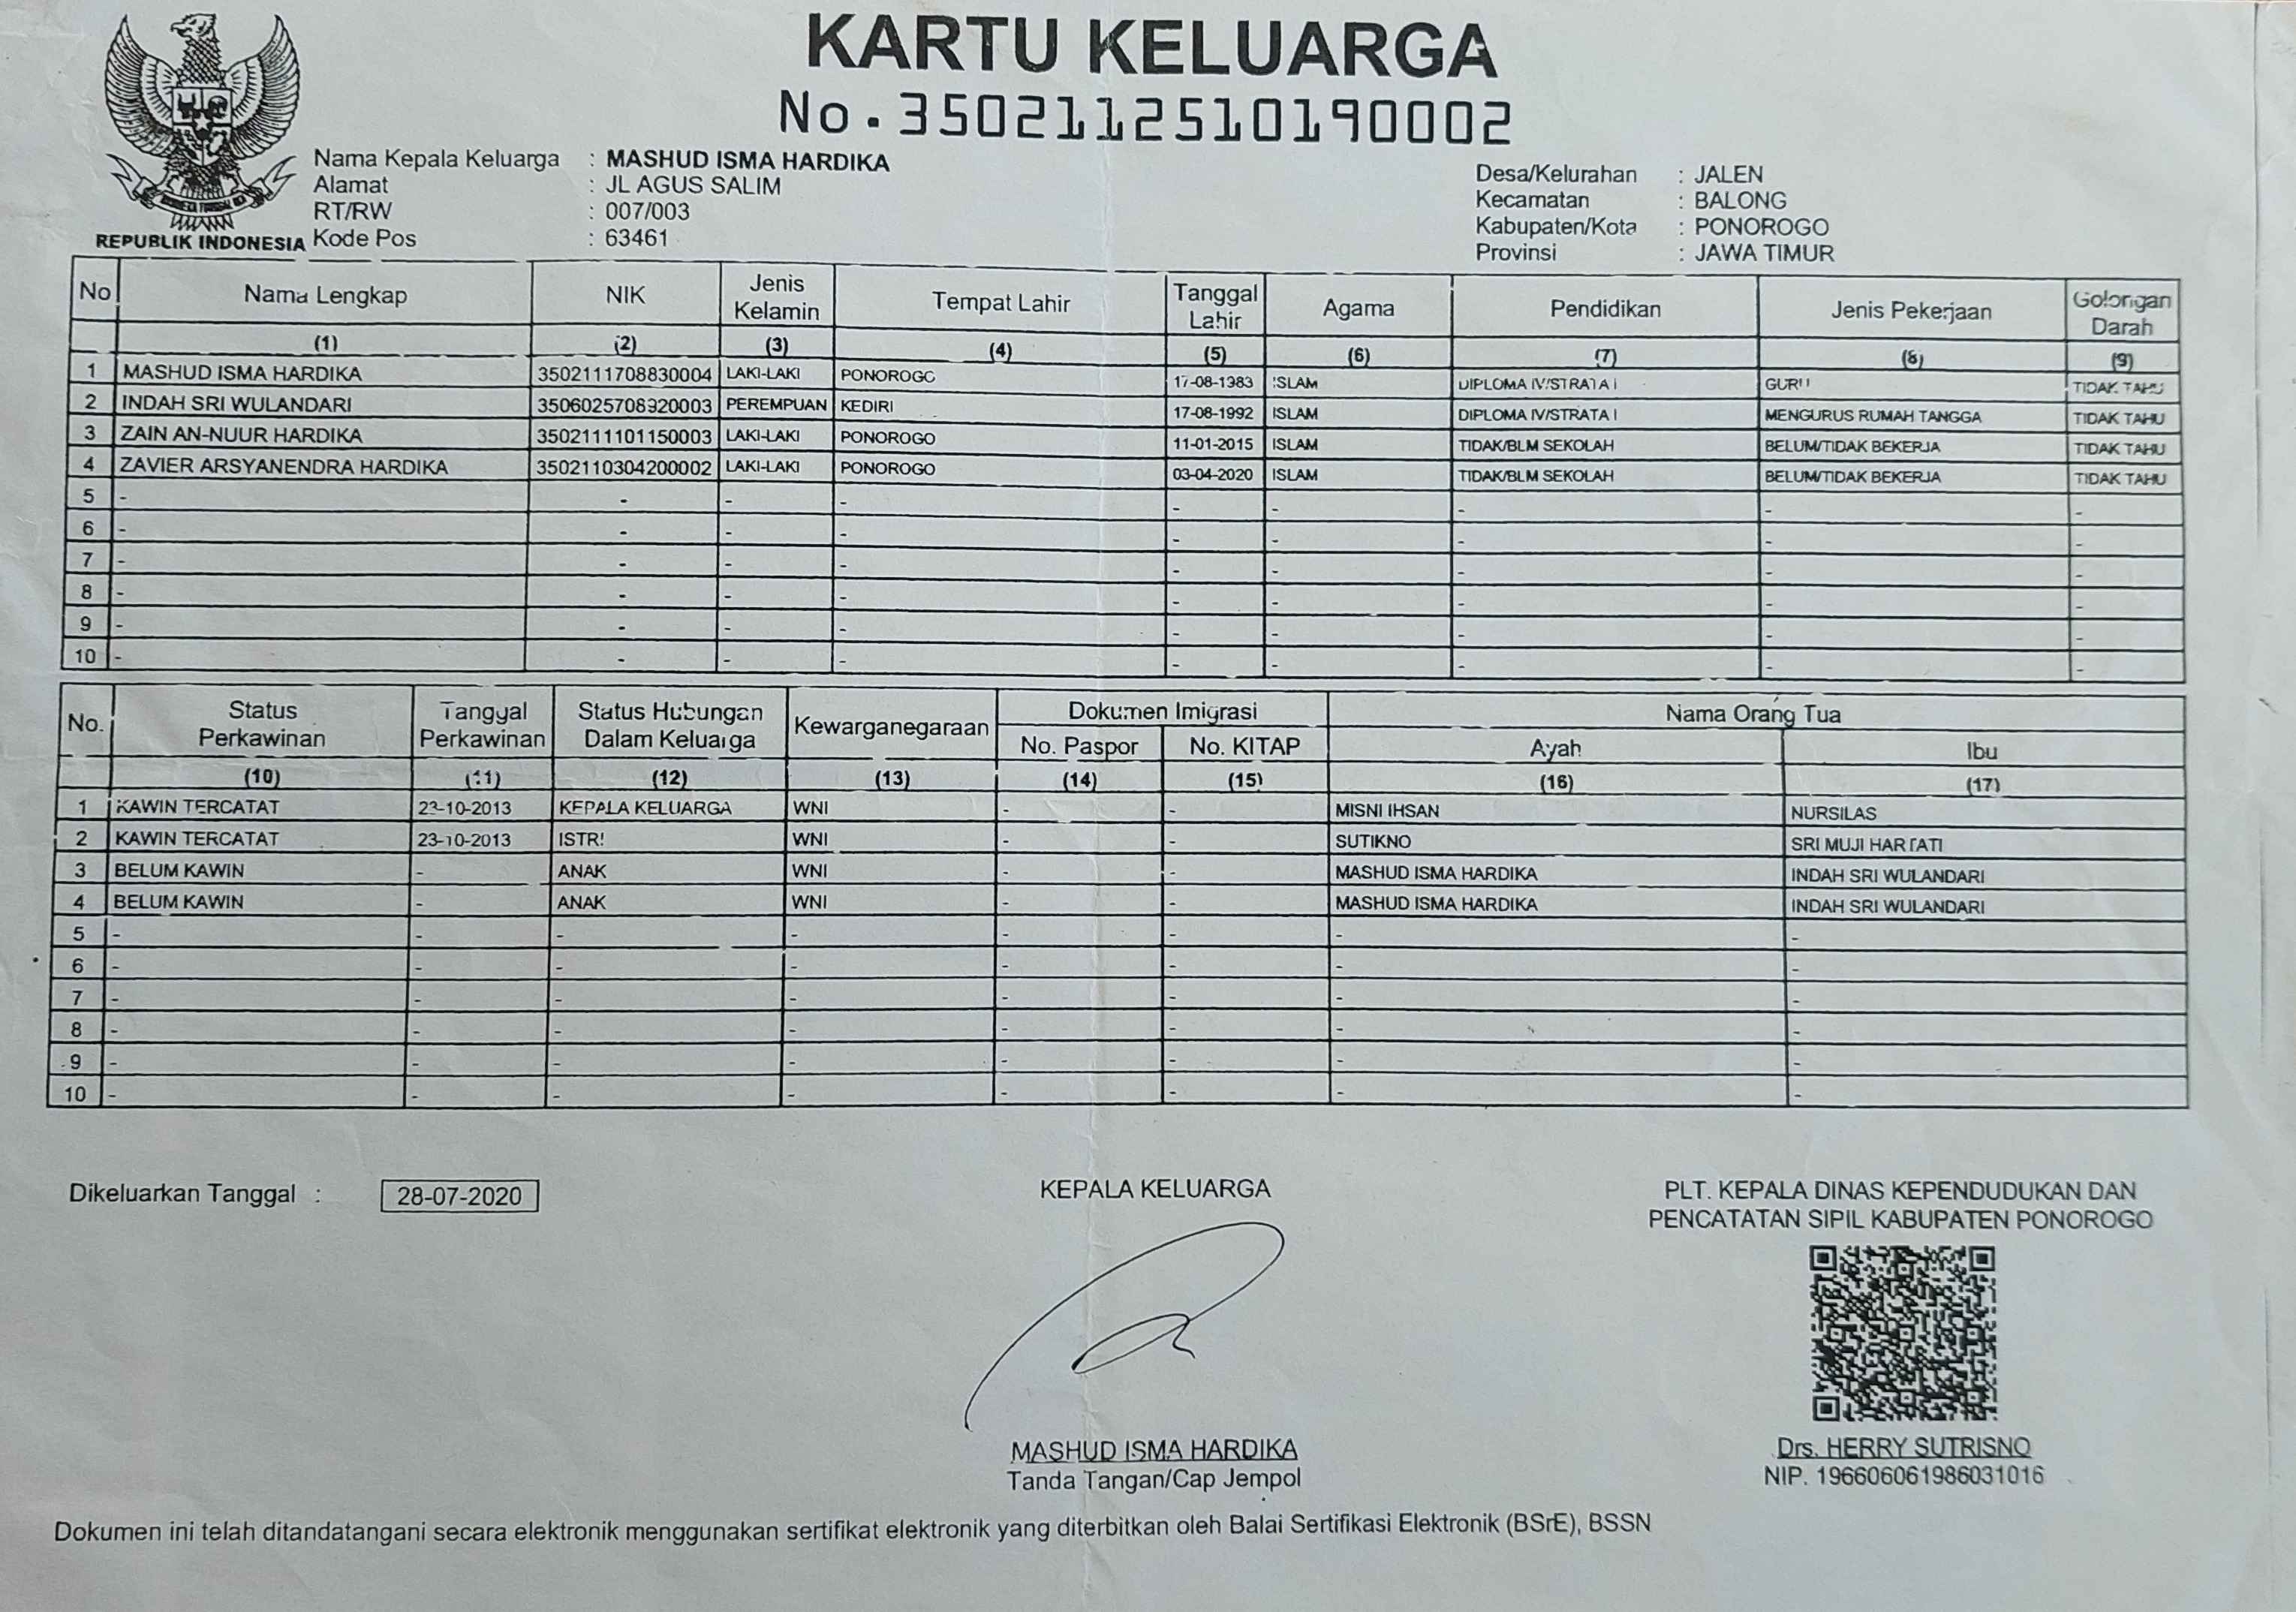 KARTU KELUARGA
No. 3502112510190002
REPUBLIK INDONESIA
Nama Kepala Keluarga : MASHUD ISMA HARDIKA
Alamat : JL AGUS SALIM
RT/RW : 007/003
Kode Pos : 63461
Desa/Kelurahan : JALEN
Kecamatan : BALONG
Kabupaten/Kota : PONOROGO
Provinsi : JAWA TIMUR
No Nama Lengkap NIK Jenis Kelamin Tempat Lahir Tanggal Lahir Agama Pendidikan Jenis Pekerjaan Golongan Darah
(1) (2) (3) (4) (5) (6) (7) (8) (9)
1 MASHUD ISMA HARDIKA 3502111708830004 LAKI-LAKI PONOROGO 17-08-1983 ISLAM DIPLOMA IV/STRATA I GURU TIDAK TAHU
2 INDAH SRI WULANDARI 3506025708920003 PEREMPUAN KEDIRI 17-08-1992 ISLAM DIPLOMA IV/STRATA I MENGURUS RUMAH TANGGA TIDAK TAHU
3 ZAIN AN-NUUR HARDIKA 3502111101150003 LAKI-LAKI PONOROGO 11-01-2015 ISLAM TIDAK/BLM SEKOLAH BELUM/TIDAK BEKERJA TIDAK TAHU
4 ZAVIER ARSYANENDRA HARDIKA 3502110304200002 LAKI-LAKI PONOROGO 03-04-2020 ISLAM TIDAK/BLM SEKOLAH BELUM/TIDAK BEKERJA TIDAK TAHU
5 - - - - - - - - -
6 - - - - - - - - -
7 - - - - - - - - -
8 - - - - - - - - -
9 - - - - - - - - -
10 - - - - - - - - -
No. Status Perkawinan Tanggal Perkawinan Status Hubungan Dalam Keluarga Kewarganegaraan Dokumen Imigrasi Nama Orang Tua
No. Paspor No. KITAP Ayah Ibu
(10) (11) (12) (13) (14) (15) (16) (17)
1 KAWIN TERCATAT 23-10-2013 KEPALA KELUARGA WNI - - MISNI IHSAN NURSILAS
2 KAWIN TERCATAT 23-10-2013 ISTRI WNI - - SUTIKNO SRI MUJI HARTATI
3 BELUM KAWIN - ANAK WNI - - MASHUD ISMA HARDIKA INDAH SRI WULANDARI
4 BELUM KAWIN - ANAK WNI - - MASHUD ISMA HARDIKA INDAH SRI WULANDARI
5 - - - - - - - -
6 - - - - - - - -
7 - - - - - - - -
8 - - - - - - - -
9 - - - - - - - -
10 - - - - - - - -
Dikeluarkan Tanggal : 28-07-2020
KEPALA KELUARGA
MASHUD ISMA HARDIKA
Tanda Tangan/Cap Jempol
PLT. KEPALA DINAS KEPENDUDUKAN DAN
PENCATATAN SIPIL KABUPATEN PONOROGO
Drs. HERRY SUTRISNO
NIP. 196606061986031016
Dokumen ini telah ditandatangani secara elektronik menggunakan sertifikat elektronik yang diterbitkan oleh Balai Sertifikasi Elektronik (BSrE), BSSN